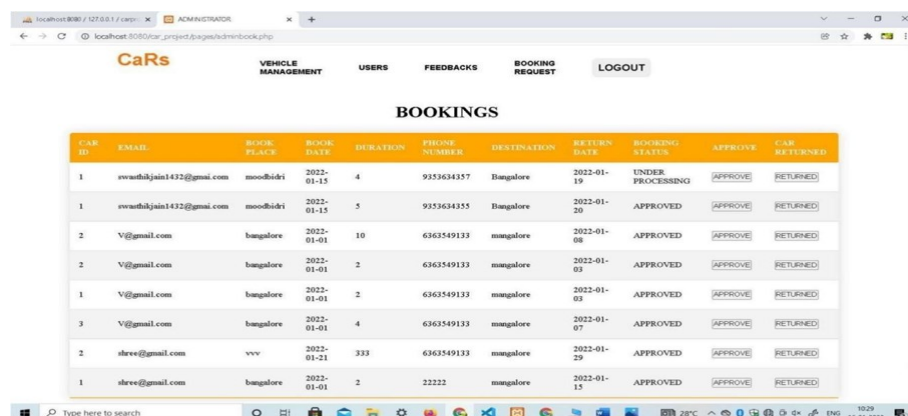 localhost:8080 / 127.0.0.1 / carpr
ADMINISTRATOR
localhost:8080/car_project/pages/adminbook.php
CaRs
VEHICLE MANAGEMENT USERS FEEDBACKS BOOKING REQUEST LOGOUT
BOOKINGS
CAR ID EMAIL BOOK PLACE BOOK DATE DURATION PHONE NUMBER DESTINATION RETURN DATE BOOKING STATUS APPROVE CAR RETURNED
1 swasthikjain1432@gmai.com moodbidri 2022-01-15 4 9353634357 Bangalore 2022-01-19 UNDER PROCESSING APPROVE RETURNED
1 swasthikjain1432@gmai.com moodbidri 2022-01-15 5 9353634355 Bangalore 2022-01-20 APPROVED APPROVE RETURNED
2 V@gmail.com bangalore 2022-01-01 10 6363549133 mangalore 2022-01-08 APPROVED APPROVE RETURNED
2 V@gmail.com bangalore 2022-01-01 2 6363549133 mangalore 2022-01-03 APPROVED APPROVE RETURNED
1 V@gmail.com bangalore 2022-01-01 2 6363549133 mangalore 2022-01-03 APPROVED APPROVE RETURNED
3 V@gmail.com bangalore 2022-01-01 4 6363549133 mangalore 2022-01-07 APPROVED APPROVE RETURNED
2 shree@gmail.com vvv 2022-01-21 333 6363549133 mangalore 2022-01-29 APPROVED APPROVE RETURNED
1 shree@gmail.com bangalore 2022-01-01 2 22222 mangalore 2022-01-15 APPROVED APPROVE RETURNED
Type here to search 28°C ENG 10:29